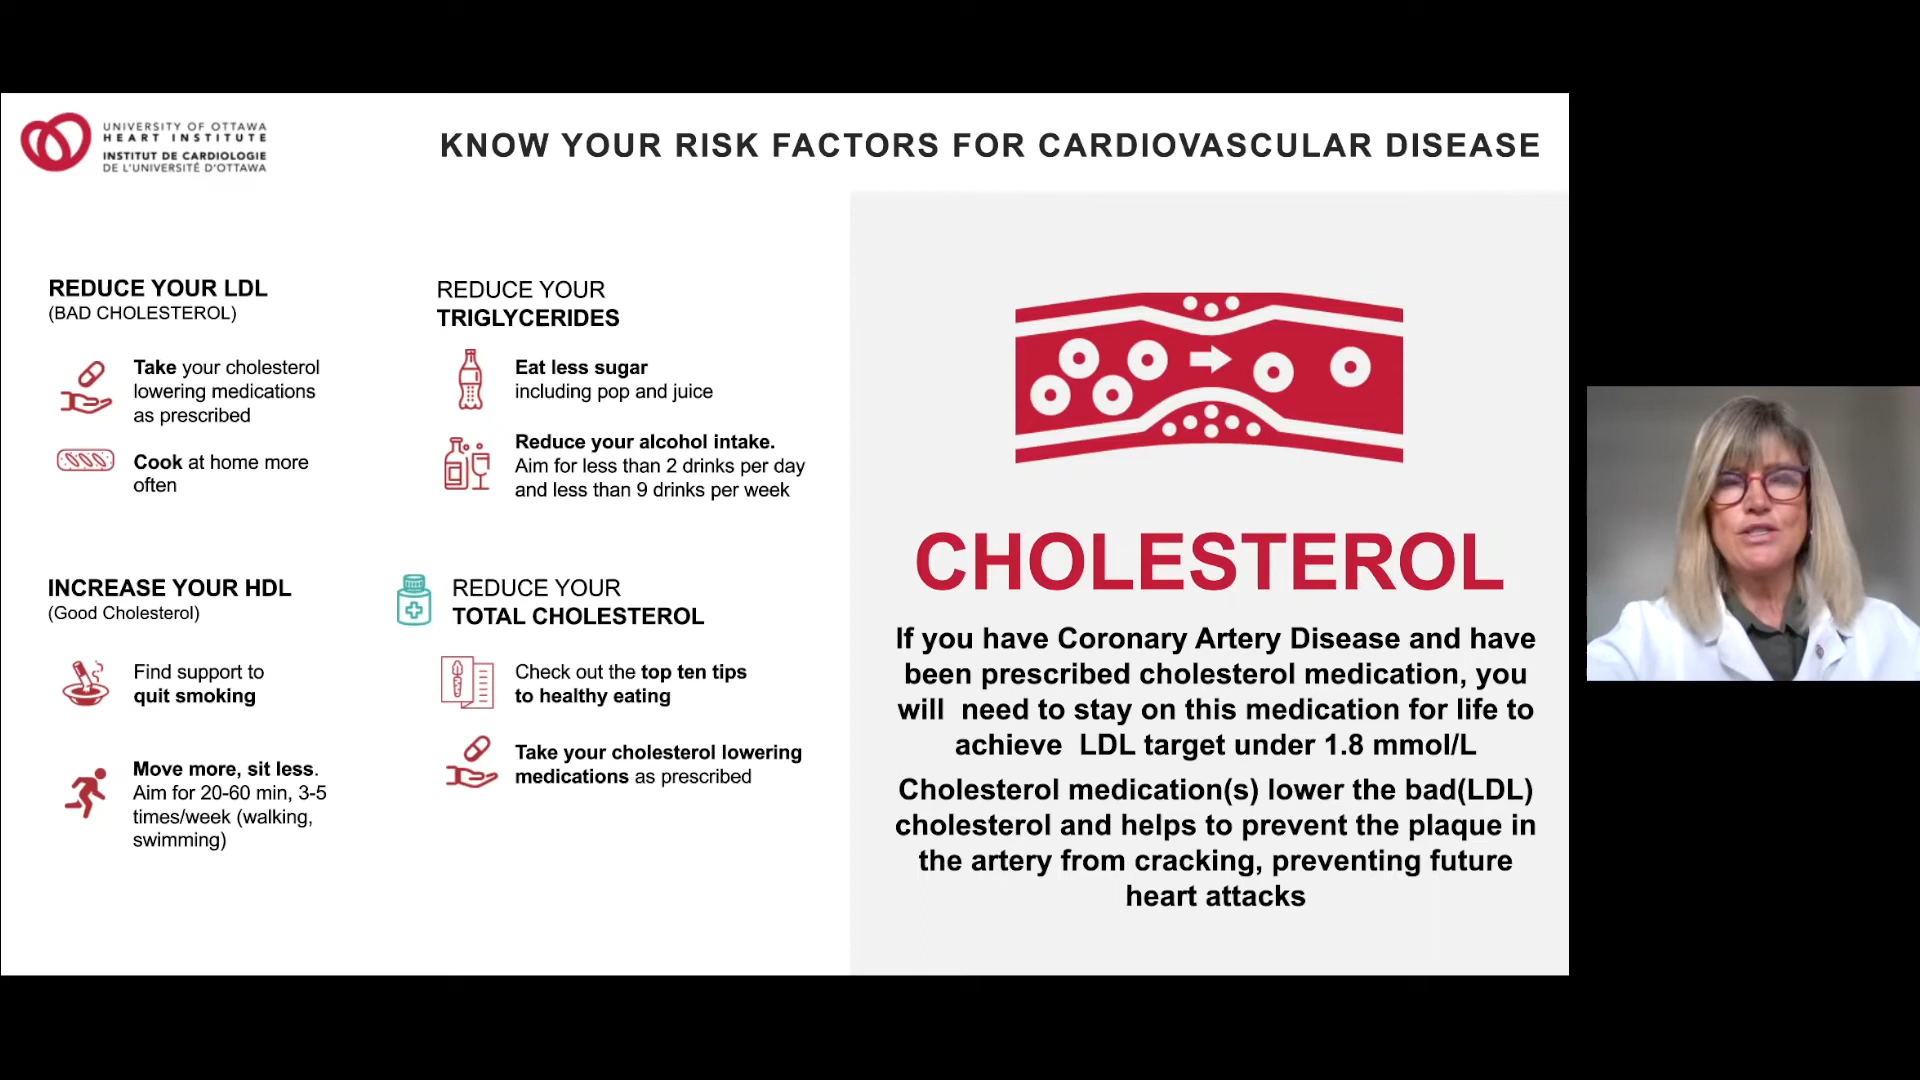 UNIVERSITY OF OTTAWA
HEART INSTITUTE
INSTITUT DE CARDIOLOGIE
DE L'UNIVERSITÉ D'OTTAWA
KNOW YOUR RISK FACTORS FOR CARDIOVASCULAR DISEASE
REDUCE YOUR LDL
(BAD CHOLESTEROL)
Take your cholesterol
lowering medications
as prescribed
Cook at home more
often
REDUCE YOUR
TRIGLYCERIDES
Eat less sugar
including pop and juice
Reduce your alcohol intake.
Aim for less than 2 drinks per day
and less than 9 drinks per week
INCREASE YOUR HDL
(Good Cholesterol)
Find support to
quit smoking
Move more, sit less.
Aim for 20-60 min, 3-5
times/week (walking,
swimming)
REDUCE YOUR
TOTAL CHOLESTEROL
Check out the top ten tips
to healthy eating
Take your cholesterol lowering
medications as prescribed
CHOLESTEROL
If you have Coronary Artery Disease and have
been prescribed cholesterol medication, you
will  need to stay on this medication for life to
achieve  LDL target under 1.8 mmol/L
Cholesterol medication(s) lower the bad(LDL)
cholesterol and helps to prevent the plaque in
the artery from cracking, preventing future
heart attacks